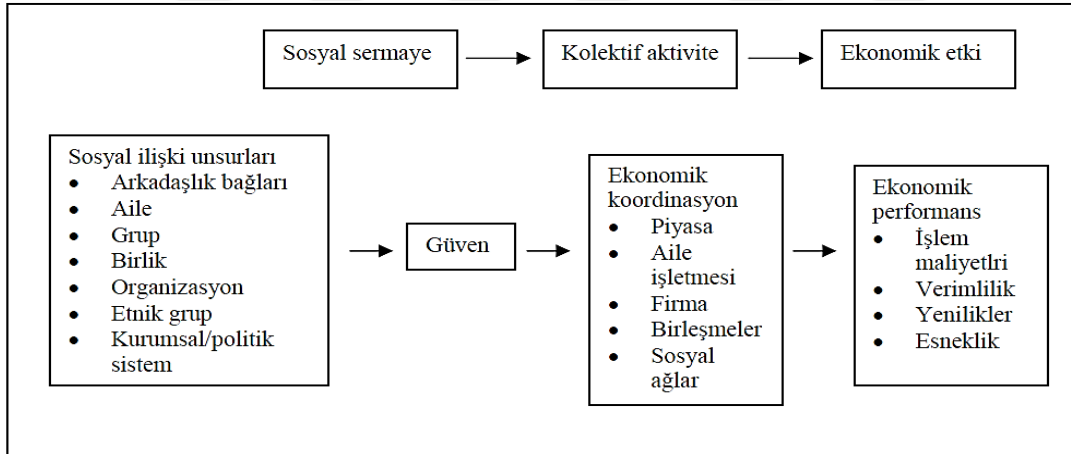 Sosyal sermaye
Kolektif aktivite
Ekonomik etki
Sosyal ilişki unsurları
• Arkadaşlık bağları
• Aile
• Grup
• Birlik
• Organizasyon
• Etnik grup
• Kurumsal/politik
sistem
Güven
Ekonomik
koordinasyon
• Piyasa
• Aile
işletmesi
• Firma
• Birleşmeler
• Sosyal
ağlar
Ekonomik
performans
• İşlem
maliyetlri
• Verimlilik
• Yenilikler
• Esneklik